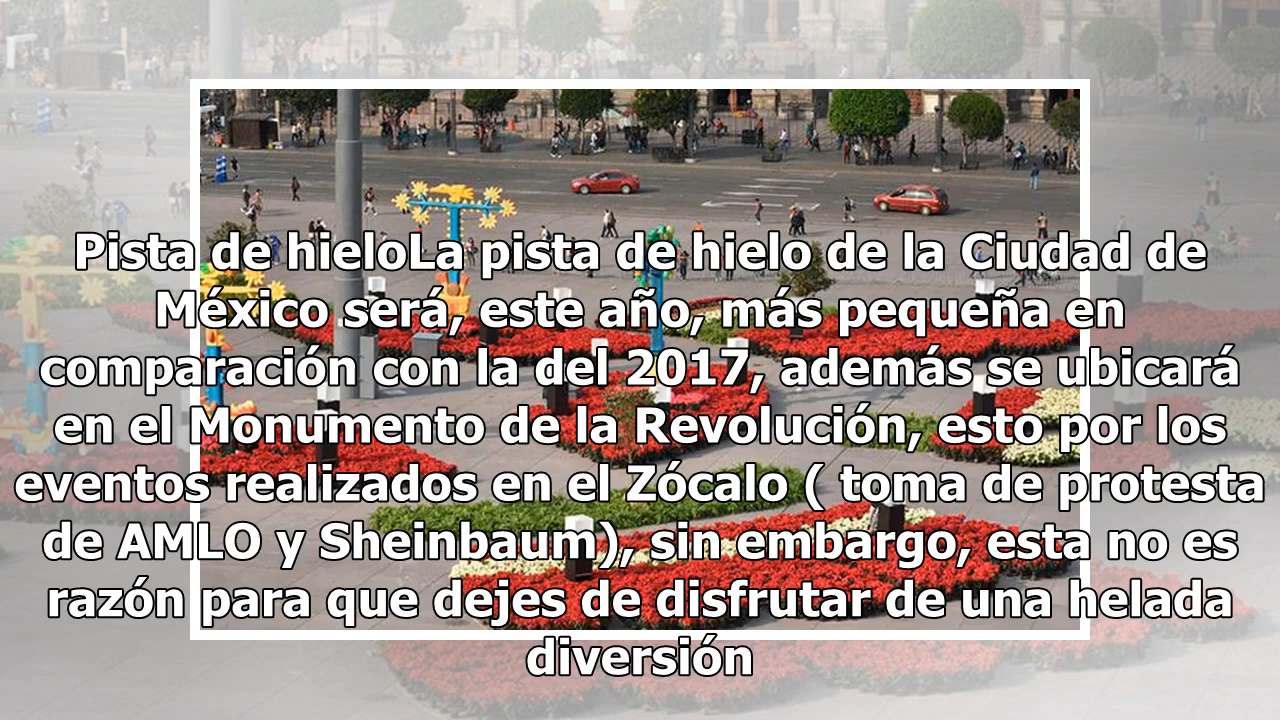 Pista de hieloLa pista de hielo de la Ciudad de
México será, este año, más pequeña en
comparación con la del 2017, además se ubicará
en el Monumento de la Revolución, esto por los
eventos realizados en el Zócalo ( toma de protesta
de AMLO y Sheinbaum), sin embargo, esta no es
razón para que dejes de disfrutar de una helada
diversión